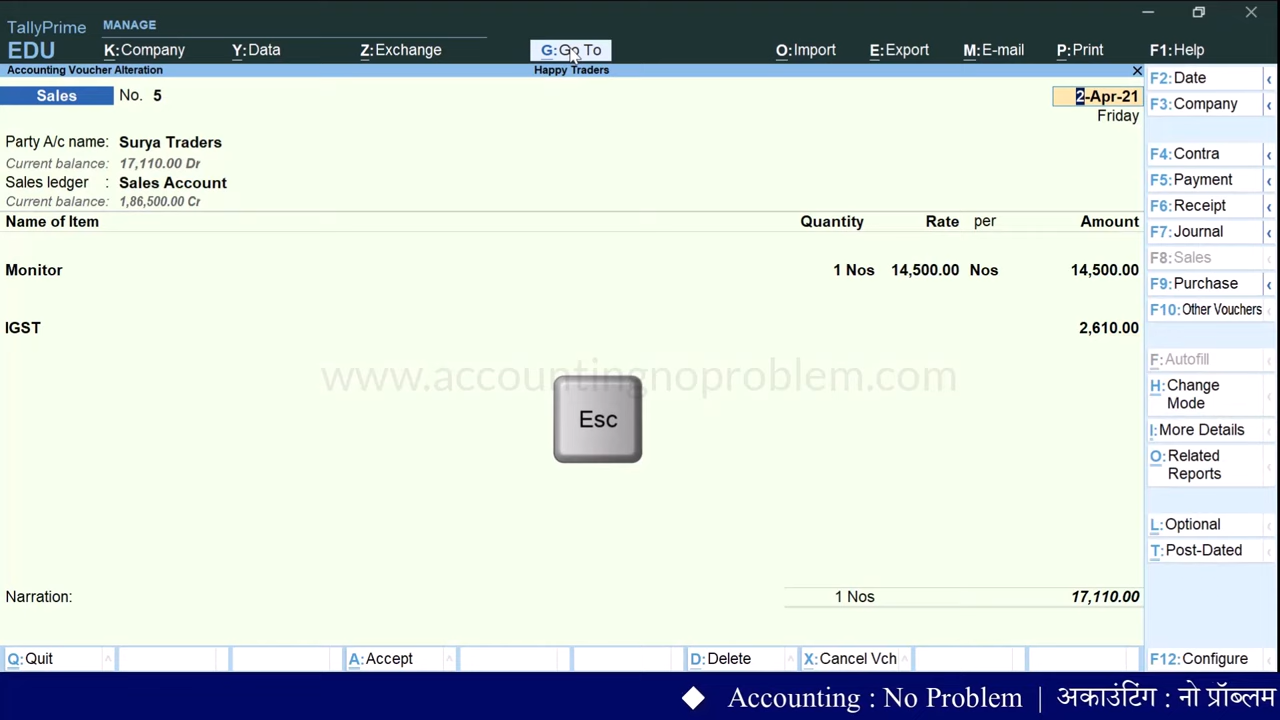 TallyPrime MANAGE
EDU K:Company Y:Data Z:Exchange G:Go To O:Import E:Export M:E-mail P:Print F1:Help
Accounting Voucher Alteration Happy Traders
Sales No. 5 2-Apr-21
Friday
Party A/c name: Surya Traders
Current balance: 17,110.00 Dr
Sales ledger : Sales Account
Current balance: 1,86,500.00 Cr
Name of Item Quantity Rate per Amount
Monitor 1 Nos 14,500.00 Nos 14,500.00
IGST 2,610.00
www.accountingnoproblem.com
Esc
Narration: 1 Nos 17,110.00
F2:Date
F3:Company
F4:Contra
F5:Payment
F6:Receipt
F7:Journal
F8:Sales
F9:Purchase
F10:Other Vouchers
F:Autofill
H:Change
Mode
I:More Details
O:Related
Reports
L:Optional
T:Post-Dated
Q:Quit A:Accept D:Delete X:Cancel Vch F12:Configure
Accounting : No Problem | अकाउंटिंग : नो प्रॉब्लम